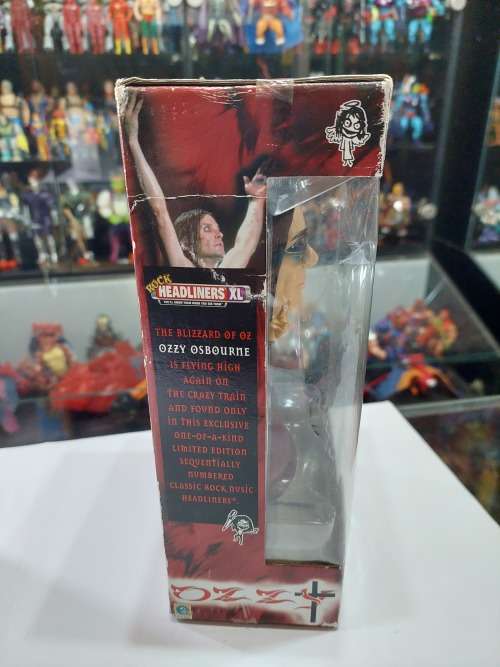 ROCK
HEADLINERS XL
THE BLIZZARD OF OZ
OZZY OSBOURNE
IS FLYING HIGH
AGAIN ON
THE CRAZY TRAIN
AND FOUND ONLY
IN THIS EXCLUSIVE
ONE-OF-A-KIND
LIMITED EDITION
SEQUENTIALLY
NUMBERED
CLASSIC ROCK MUSIC
HEADLINERS™.
OZZY